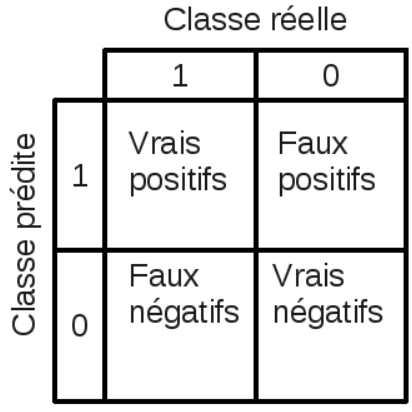 Classe réelle
1 0
Classe prédite
1
Vrais
positifs
Faux
positifs
0
Faux
négatifs
Vrais
négatifs